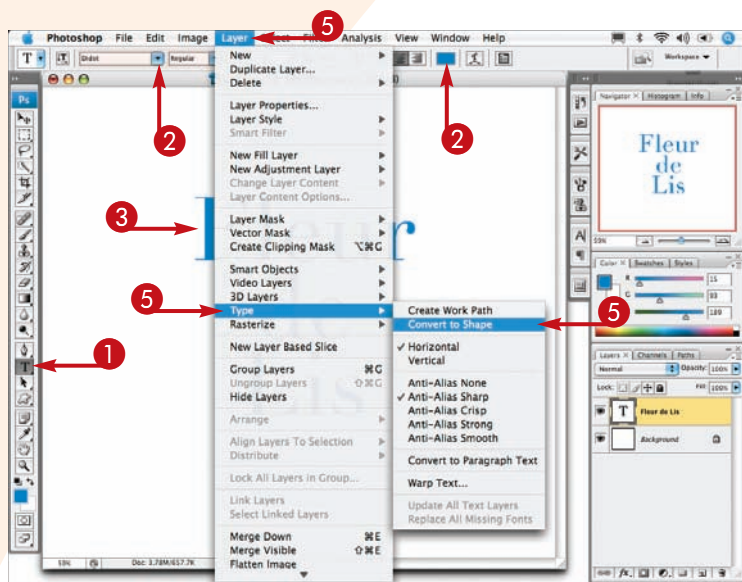 5
Photoshop File Edit Image Layer Select Filter Analysis View Window Help
T Didot Regular Workspace
2
2
New
Duplicate Layer...
Delete
Layer Properties...
Layer Style
Smart Filter
New Fill Layer
New Adjustment Layer
Change Layer Content
Layer Content Options...
Layer Mask
Vector Mask
Create Clipping Mask ⌥⌘G
Smart Objects
Video Layers
3D Layers
Type
Rasterize
New Layer Based Slice
Group Layers ⌘G
Ungroup Layers ⇧⌘G
Hide Layers
Arrange
Align Layers To Selection
Distribute
Lock All Layers in Group...
Link Layers
Select Linked Layers
Merge Down ⌘E
Merge Visible ⇧⌘E
Flatten Image
Create Work Path
Convert to Shape
✓ Horizontal
Vertical
Anti-Alias None
✓ Anti-Alias Sharp
Anti-Alias Crisp
Anti-Alias Strong
Anti-Alias Smooth
Convert to Paragraph Text
Warp Text...
Update All Text Layers
Replace All Missing Fonts
3
5
5
1
Ps
Fleur
Lis
50% Doc: 3.78M/657.7K
Navigator × Histogram Info
Fleur
de
Lis
50%
Color × Swatches Styles
R 15
G 93
189
Layers × Channels Paths
Normal Opacity: 100%
Lock: Fill: 100%
T Fleur de Lis
Background